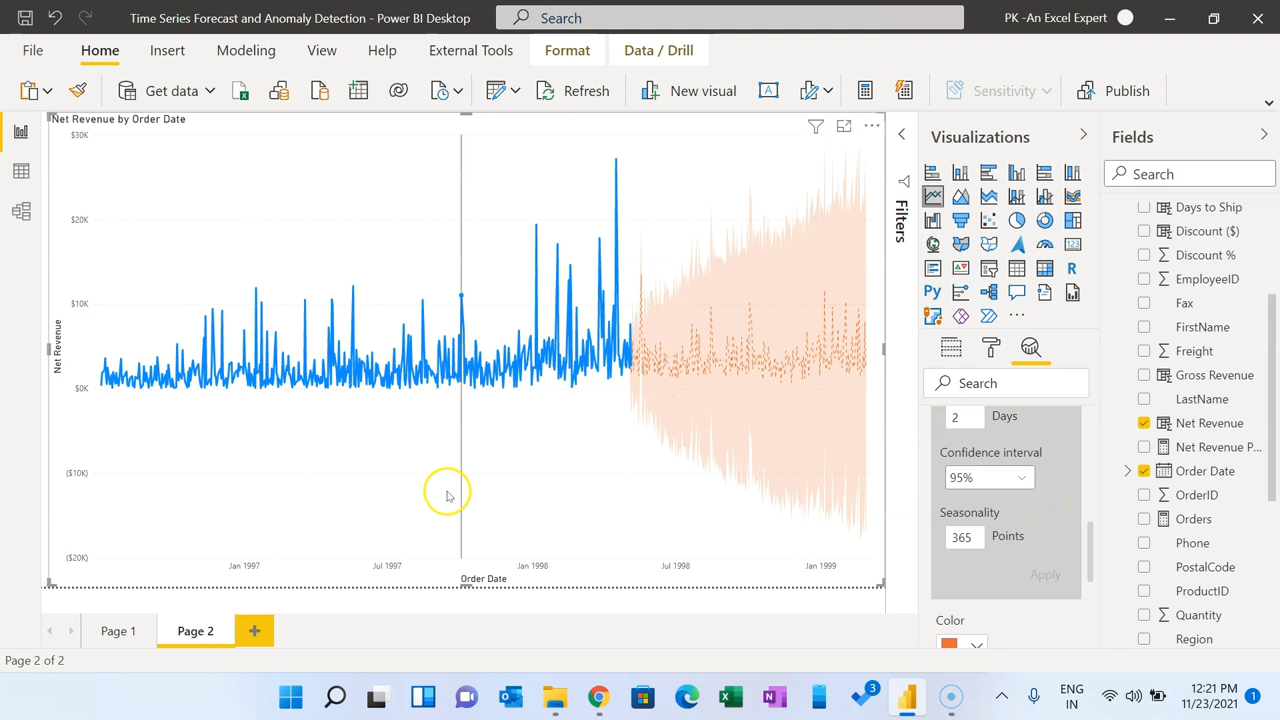 Time Series Forecast and Anomaly Detection - Power BI Desktop
Search
PK -An Excel Expert
File
Home
Insert
Modeling
View
Help
External Tools
Format
Data / Drill
Get data
Refresh
New visual
A
Sensitivity
Publish
Net Revenue by Order Date
$30K
$20K
$10K
$0K
($10K)
($20K)
Net Revenue
Jan 1997
Jul 1997
Jan 1998
Jul 1998
Jan 1999
Order Date
Filters
Visualizations
123
R
Py
Search
2
Days
Confidence interval
95%
Seasonality
365
Points
Apply
Color
Fields
Search
Days to Ship
Discount ($)
Discount %
EmployeeID
Fax
FirstName
Freight
Gross Revenue
LastName
Net Revenue
Net Revenue P...
Order Date
OrderID
Orders
Phone
PostalCode
ProductID
Quantity
Region
Page 1
Page 2
Page 2 of 2
3
ENG
IN
12:21 PM
11/23/2021
1